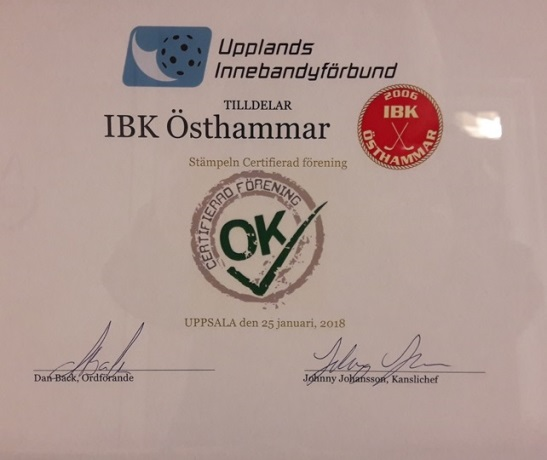 Upplands
Innebandyförbund
TILLDELAR
IBK Östhammar
2006
IBK
ÖSTHAMMAR
Stämpeln Certifierad förening
CERTIFIERAD FÖRENING
OK
UPPSALA den 25 januari, 2018
Dan Back, Ordförande
Johnny Johansson, Kanslichef